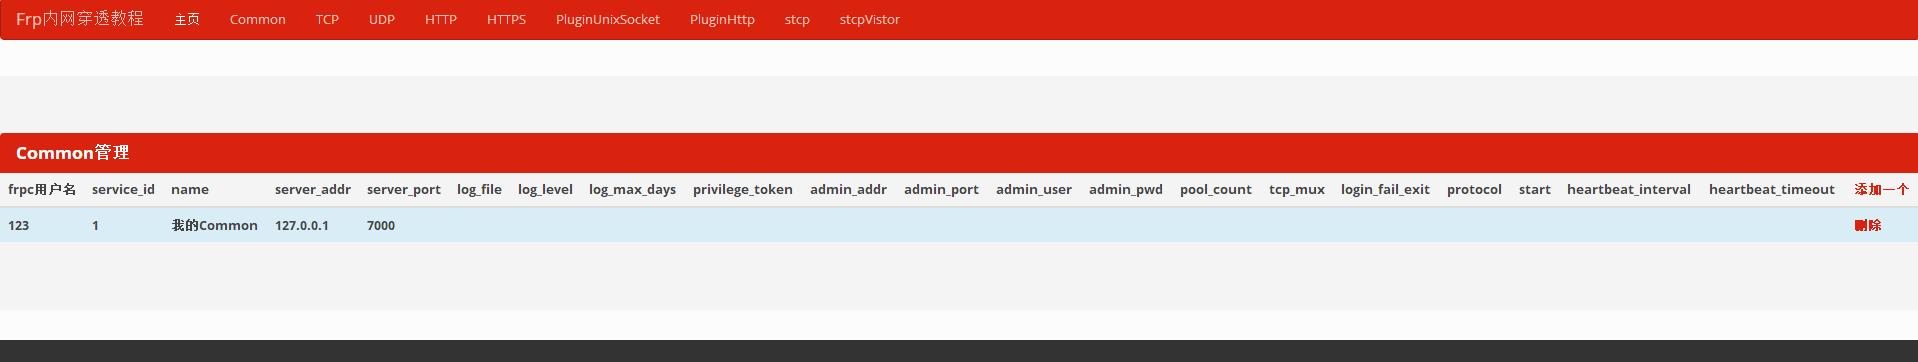 Frp内网穿透教程 主页 Common TCP UDP HTTP HTTPS PluginUnixSocket PluginHttp stcp stcpVistor
Common管理
frpc用户名 service_id name server_addr server_port log_file log_level log_max_days privilege_token admin_addr admin_port admin_user admin_pwd pool_count tcp_mux login_fail_exit protocol start heartbeat_interval heartbeat_timeout 添加一个
123 1 我的Common 127.0.0.1 7000 删除